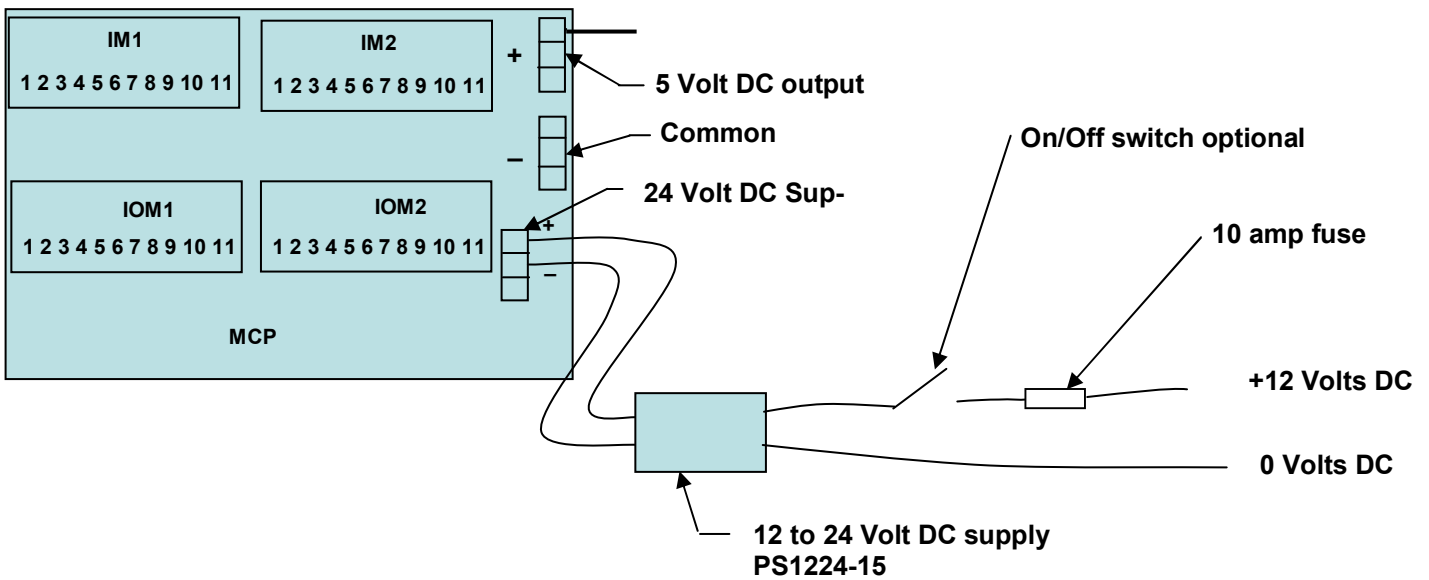 IM1
1 2 3 4 5 6 7 8 9 10 11
IM2
1 2 3 4 5 6 7 8 9 10 11
+
5 Volt DC output
–
Common
24 Volt DC Sup-
+
–
IOM1
1 2 3 4 5 6 7 8 9 10 11
IOM2
1 2 3 4 5 6 7 8 9 10 11
MCP
On/Off switch optional
10 amp fuse
+12 Volts DC
0 Volts DC
12 to 24 Volt DC supply
PS1224-15